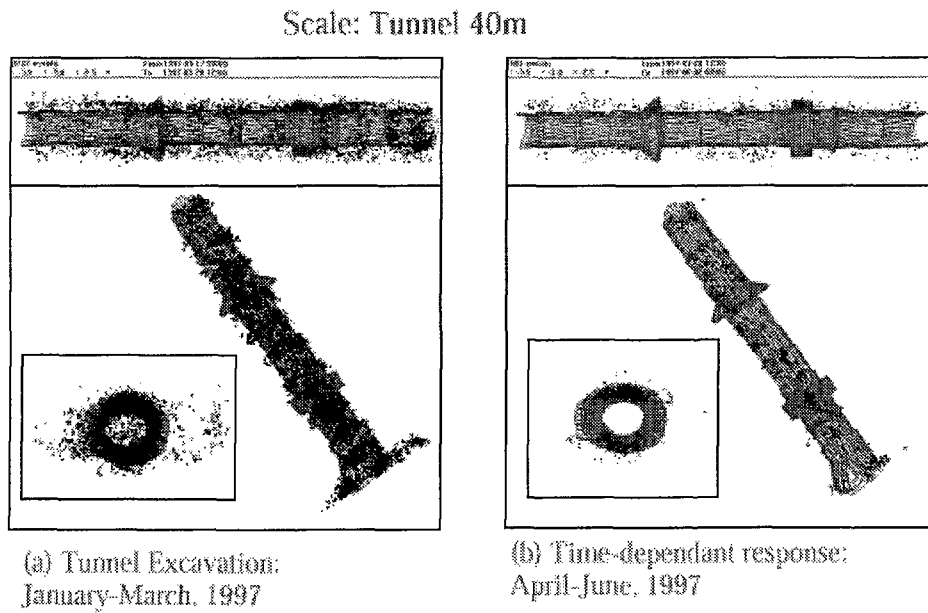 Scale: Tunnel 40m
(a) Tunnel Excavation:
January-March, 1997
(b) Time-dependant response:
April-June, 1997